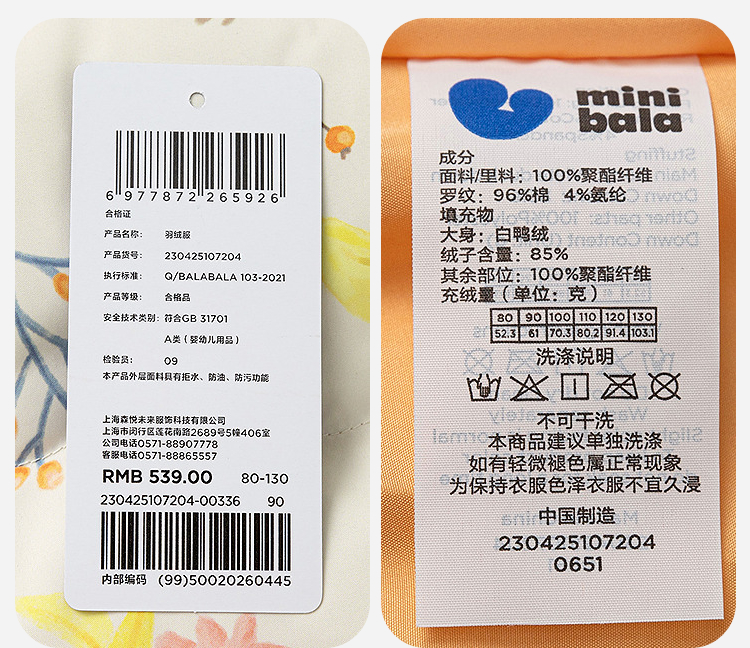 6 977872 265926
合格证
产品名称: 羽绒服
产品货号: 230425107204
执行标准: Q/BALABALA 103-2021
产品等级: 合格品
安全技术类别: 符合GB 31701
A类(婴幼儿用品)
检验员: 09
本产品外层面料具有拒水、防油、防污功能
上海森悦未来服饰科技有限公司
上海市闵行区莲花南路2689号5幢406室
公司电话0571-88907778
客服电话0571-88865557
RMB 539.00 80-130
230425107204-00336 90
内部编码 (99)50020260445
mini
bala
成分
面料/里料: 100%聚酯纤维
罗纹: 96%棉 4%氨纶
填充物
大身: 白鸭绒
绒子含量: 85%
其余部位: 100%聚酯纤维
充绒量(单位: 克)
80 90 100 110 120 130
52.3 61 70.3 80.2 91.4 103.1
洗涤说明
不可干洗
本商品建议单独洗涤
如有轻微褪色属正常现象
为保持衣服色泽衣服不宜久浸
中国制造
230425107204
0651